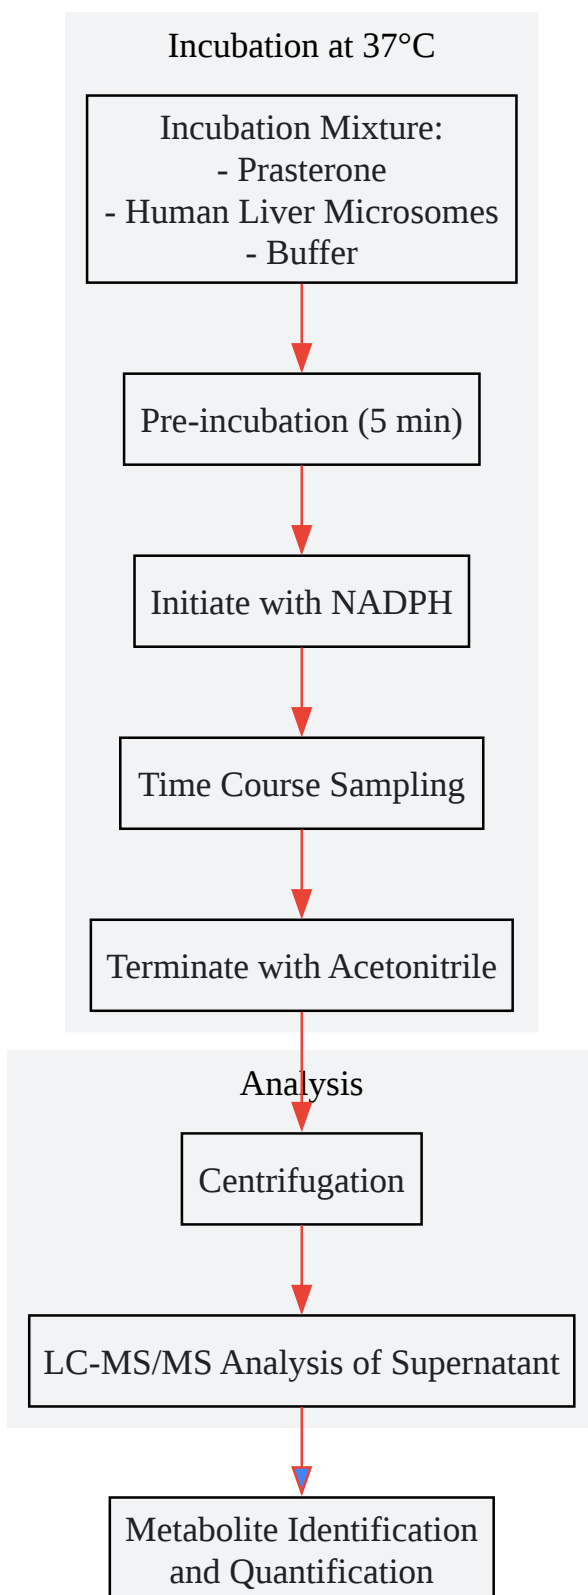 Incubation at 37°C
Incubation Mixture:
- Prasterone
- Human Liver Microsomes
- Buffer
Pre-incubation (5 min)
Initiate with NADPH
Time Course Sampling
Terminate with Acetonitrile
Analysis
Centrifugation
LC-MS/MS Analysis of Supernatant
Metabolite Identification
and Quantification